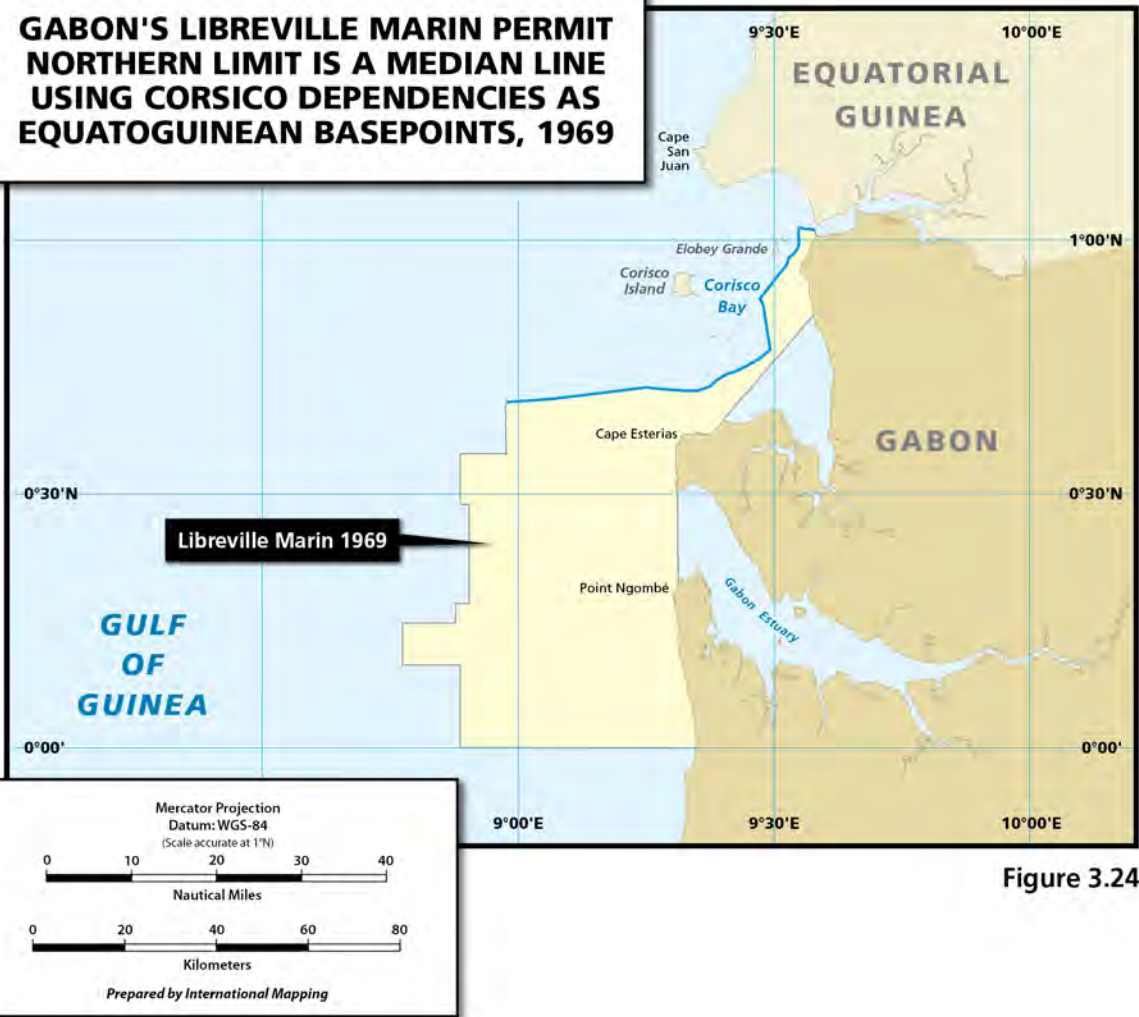 GABON'S LIBREVILLE MARIN PERMIT
NORTHERN LIMIT IS A MEDIAN LINE
USING CORSICO DEPENDENCIES AS
EQUATOGUINEAN BASEPOINTS, 1969
9°30'E
10°00'E
EQUATORIAL
GUINEA
Cape
San
Juan
1°00'N
Elobey Grande
Corisco
Island
Corisco
Bay
Cape Esterias
GABON
0°30'N
0°30'N
Libreville Marin 1969
Point Ngombé
Gabon Estuary
GULF
OF
GUINEA
0°00'
0°00'
9°00'E
9°30'E
10°00'E
Mercator Projection
Datum: WGS-84
(Scale accurate at 1°N)
0 10 20 30 40
Nautical Miles
0 20 40 60 80
Kilometers
Prepared by International Mapping
Figure 3.24